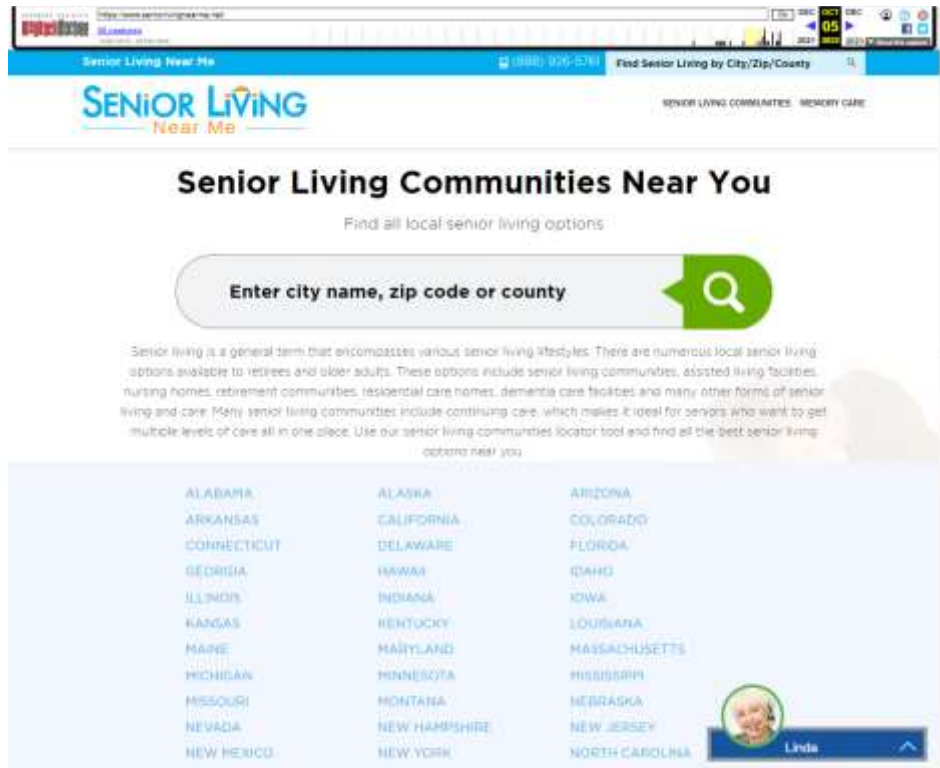 DEC OCT DEC
05
2021 2022 2023
Senior Living Near Me
Find Senior Living by City/Zip/County
SENIOR LIVING
Near Me
SENIOR LIVING COMMUNITIES MEMORY CARE
Senior Living Communities Near You
Find all local senior living options
Enter city name, zip code or county
Senior living is a general term that encompasses various senior living lifestyles. There are numerous local senior living
options available to retirees and older adults. These options include senior living communities, assisted living facilities,
nursing homes, retirement communities, residential care homes, dementia care facilities and many other forms of senior
living and care. Many senior living communities include continuing care, which makes it ideal for seniors who want to get
multiple levels of care all in one place. Use our senior living communities locator tool and find all the best senior living
options near you.
ALABAMA ALASKA ARIZONA
ARKANSAS CALIFORNIA COLORADO
CONNECTICUT DELAWARE FLORIDA
GEORGIA HAWAII IDAHO
ILLINOIS INDIANA IOWA
KANSAS KENTUCKY LOUISIANA
MAINE MARYLAND MASSACHUSETTS
MICHIGAN MINNESOTA MISSISSIPPI
MISSOURI MONTANA NEBRASKA
NEVADA NEW HAMPSHIRE NEW JERSEY
NEW MEXICO NEW YORK NORTH CAROLINA
Linda